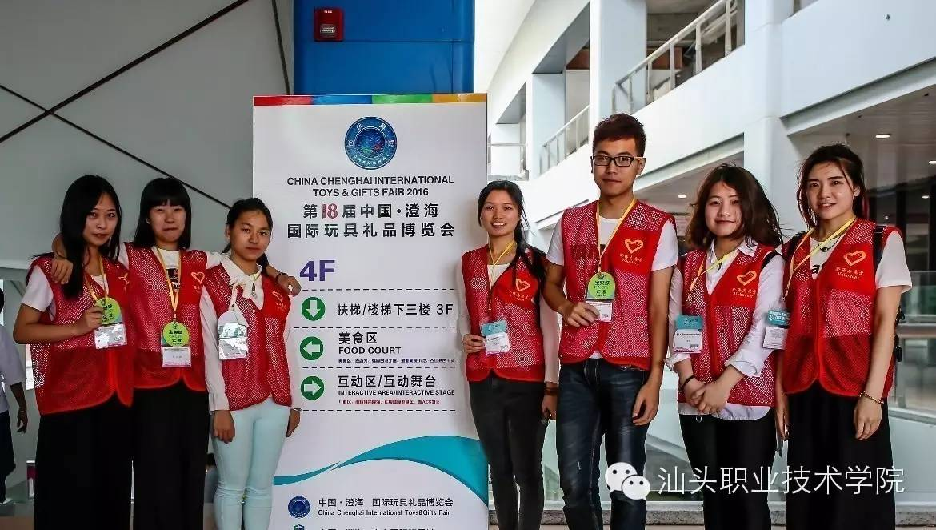 CHINA CHENGHAI INTERNATIONAL
TOYS & GIFTS FAIR 2016
第18届中国·澄海
国际玩具礼品博览会
4F
扶梯/楼梯下三楼 3F
美食区
FOOD COURT
互动区/互动舞台
INTERACTIVE AREA/INTERACTIVE STAGE
中国·澄海 国际玩具礼品博览会
China Chenghai International Toys&Gifts Fair
汕头职业技术学院